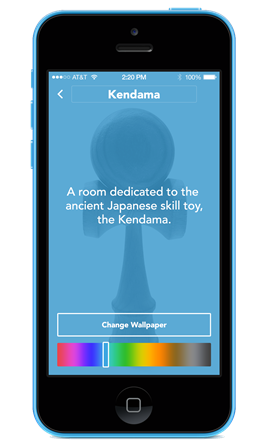 AT&T 2:20 PM 100%
Kendama
A room dedicated to the
ancient Japanese skill toy,
the Kendama.
Change Wallpaper